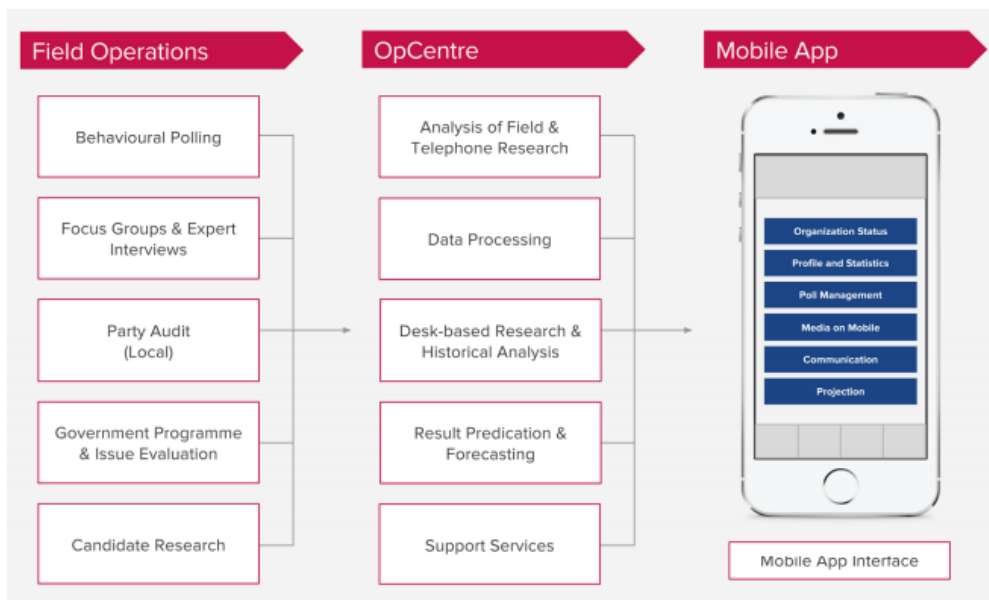 Field Operations
OpCentre
Mobile App
Behavioural Polling
Focus Groups & Expert
Interviews
Party Audit
(Local)
Government Programme
& Issue Evaluation
Candidate Research
Analysis of Field &
Telephone Research
Data Processing
Desk-based Research &
Historical Analysis
Result Predication &
Forecasting
Support Services
Organization Status
Profile and Statistics
Poll Management
Media on Mobile
Communication
Projection
Mobile App Interface